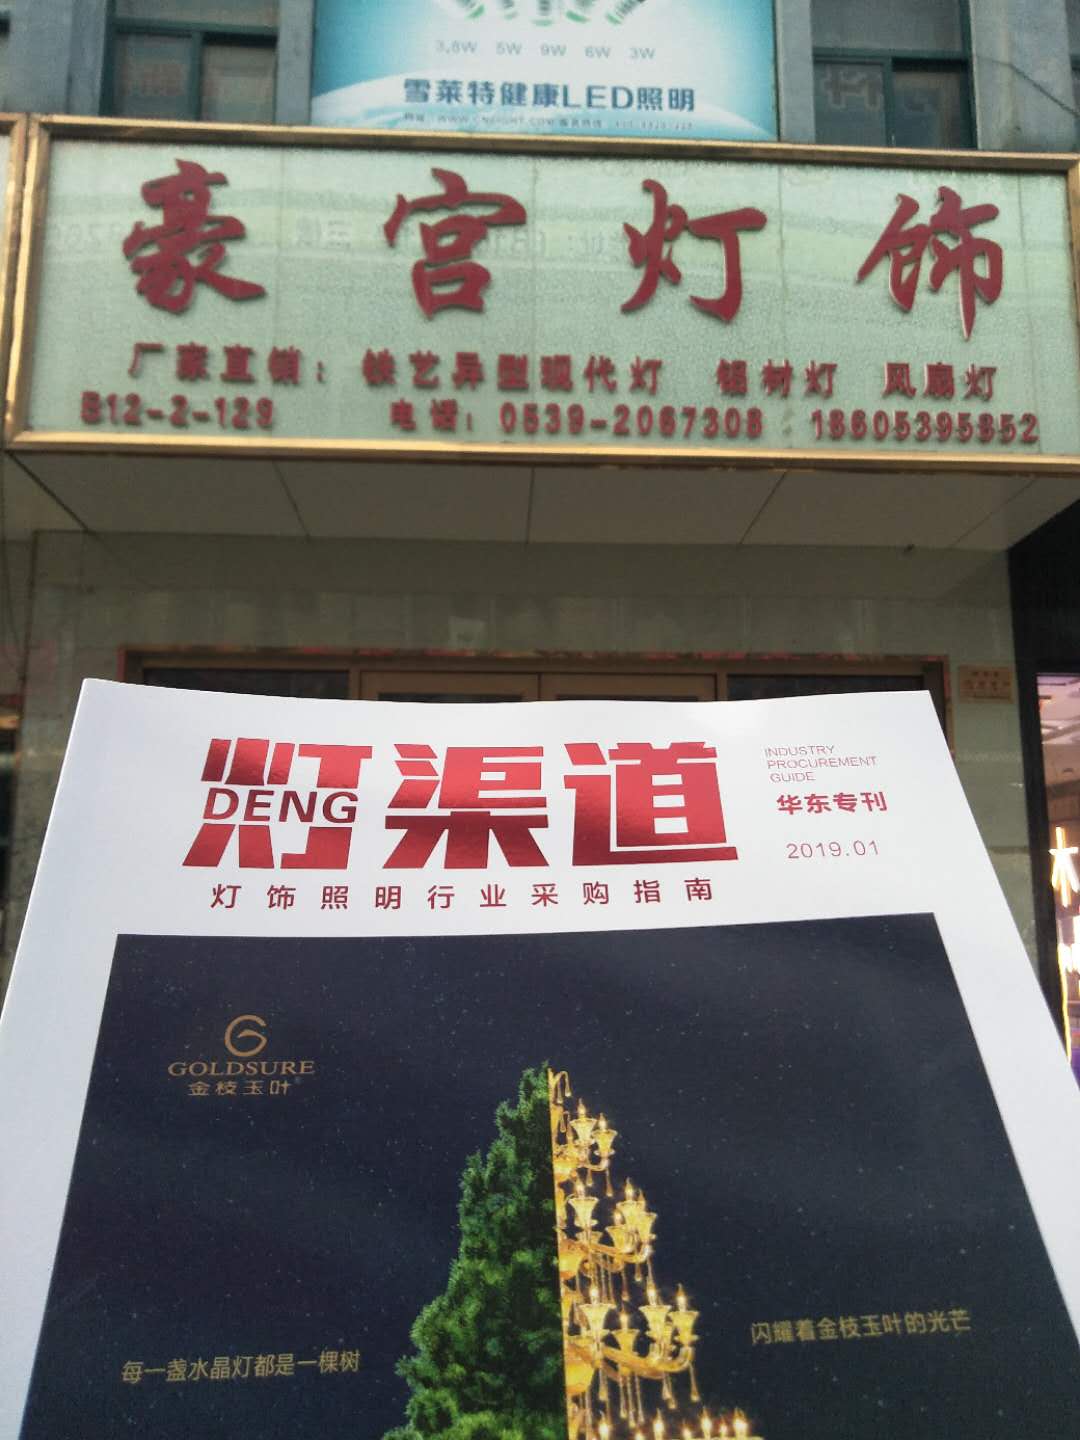 3.8W 5W 9W 6W 3W
雪莱特健康LED照明
豪宫灯饰
厂家直销：铁艺异型现代灯 锢树灯 风扇灯
B12-2-129
电话：0539-2067308 18605395852
灯渠道
DENG
INDUSTRY
PROCUREMENT
GUIDE
华东专刊
2019.01
灯饰照明行业采购指南
GOLDSURE
金枝玉叶
闪耀着金枝玉叶的光芒
每一盏水晶灯都是一棵树